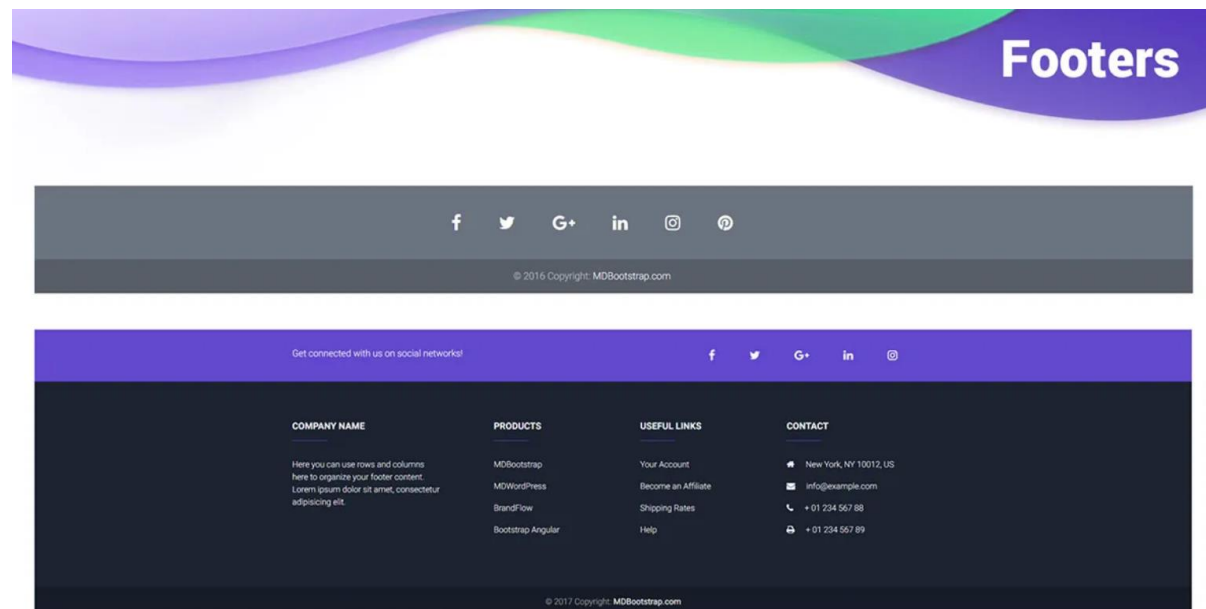 Footers
© 2016 Copyright: MDBootstrap.com
Get connected with us on social networks!
COMPANY NAME
Here you can use rows and columns
here to organize your footer content.
Lorem ipsum dolor sit amet, consectetur
adipisicing elit.
PRODUCTS
MDBootstrap
MDWordPress
BrandFlow
Bootstrap Angular
USEFUL LINKS
Your Account
Become an Affiliate
Shipping Rates
Help
CONTACT
New York, NY 10012, US
info@example.com
+ 01 234 567 88
+ 01 234 567 89
© 2017 Copyright: MDBootstrap.com